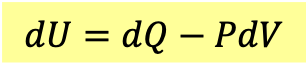 dU = dQ − PdV